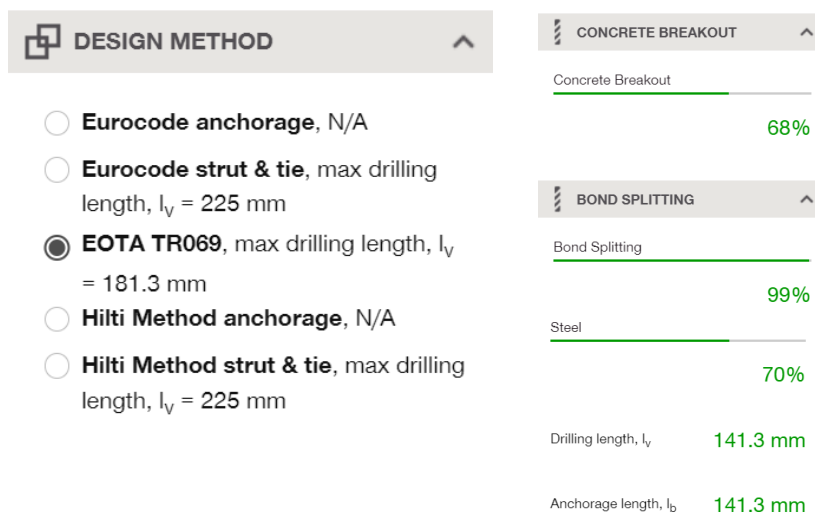 DESIGN METHOD
Eurocode anchorage, N/A
Eurocode strut & tie, max drilling
length, lv = 225 mm
EOTA TR069, max drilling length, lv
= 181.3 mm
Hilti Method anchorage, N/A
Hilti Method strut & tie, max drilling
length, lv = 225 mm
CONCRETE BREAKOUT
Concrete Breakout
68%
BOND SPLITTING
Bond Splitting
99%
Steel
70%
Drilling length, lv 141.3 mm
Anchorage length, lb 141.3 mm